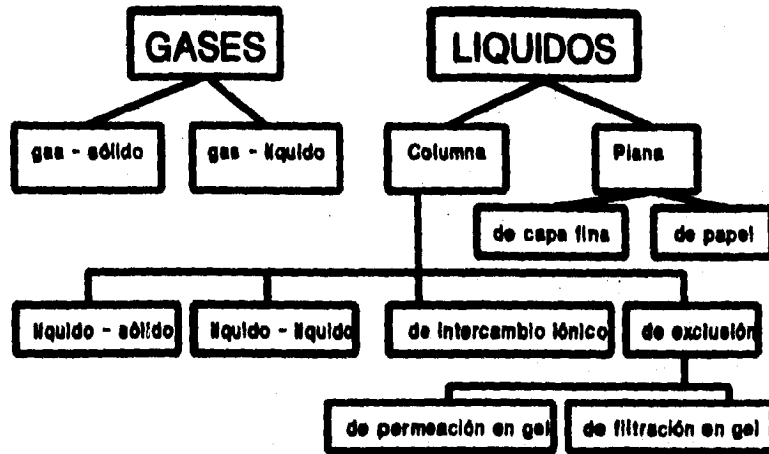 GASES
LIQUIDOS
gas - sólido
gas - líquido
Columna
Plana
de capa fina
de papel
líquido - sólido
líquido - líquido
de intercambio iónico
de exclusión
de permeación en gel
de filtración en gel